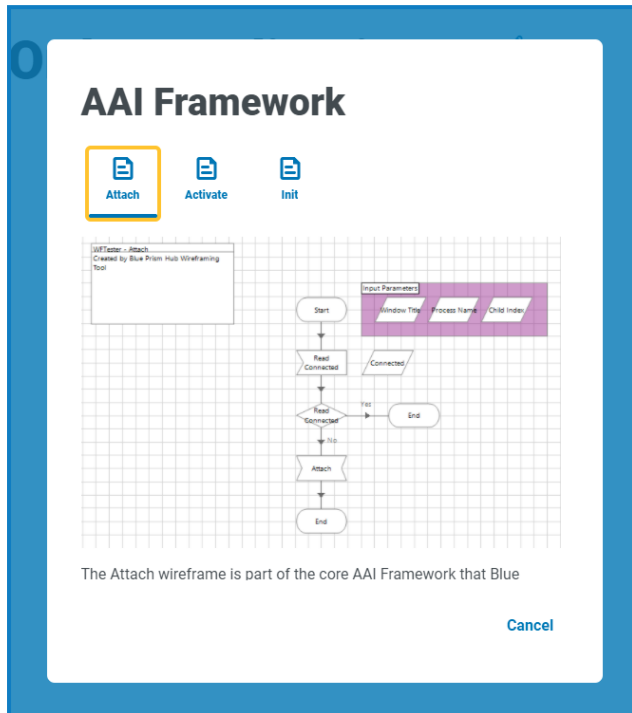 AAI Framework
Attach
Activate
Init
WFTester - Attach
Created by Blue Prism Hub Wireframing
Tool
Input Parameters
Start
Window Title
Process Name
Child Index
Read
Connected
Connected
Read
Connected
Yes
End
No
Attach
End
The Attach wireframe is part of the core AAI Framework that Blue
Cancel